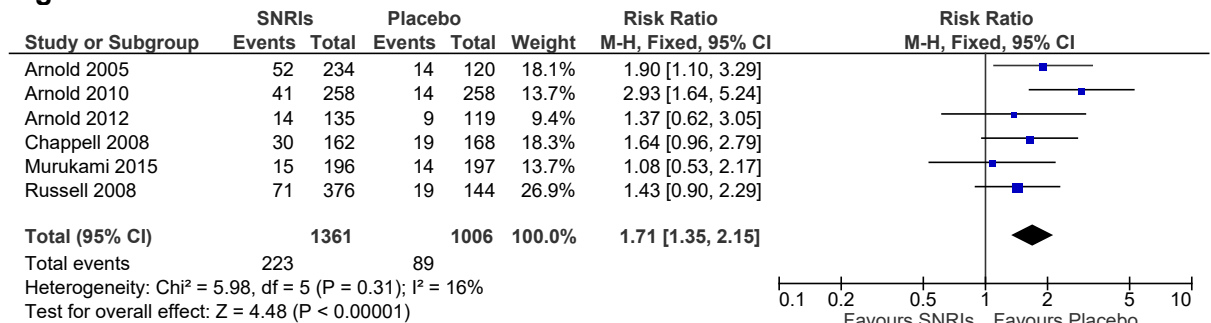 SNRIs Placebo Risk Ratio Risk Ratio
Study or Subgroup Events Total Events Total Weight M-H, Fixed, 95% CI M-H, Fixed, 95% CI
Arnold 2005 52 234 14 120 18.1% 1.90 [1.10, 3.29]
Arnold 2010 41 258 14 258 13.7% 2.93 [1.64, 5.24]
Arnold 2012 14 135 9 119 9.4% 1.37 [0.62, 3.05]
Chappell 2008 30 162 19 168 18.3% 1.64 [0.96, 2.79]
Murukami 2015 15 196 14 197 13.7% 1.08 [0.53, 2.17]
Russell 2008 71 376 19 144 26.9% 1.43 [0.90, 2.29]
Total (95% CI) 1361 1006 100.0% 1.71 [1.35, 2.15]
Total events 223 89
Heterogeneity: Chi² = 5.98, df = 5 (P = 0.31); I² = 16%
Test for overall effect: Z = 4.48 (P < 0.00001)
0.1 0.2 0.5 1 2 5 10
Favours SNRIs Favours Placebo